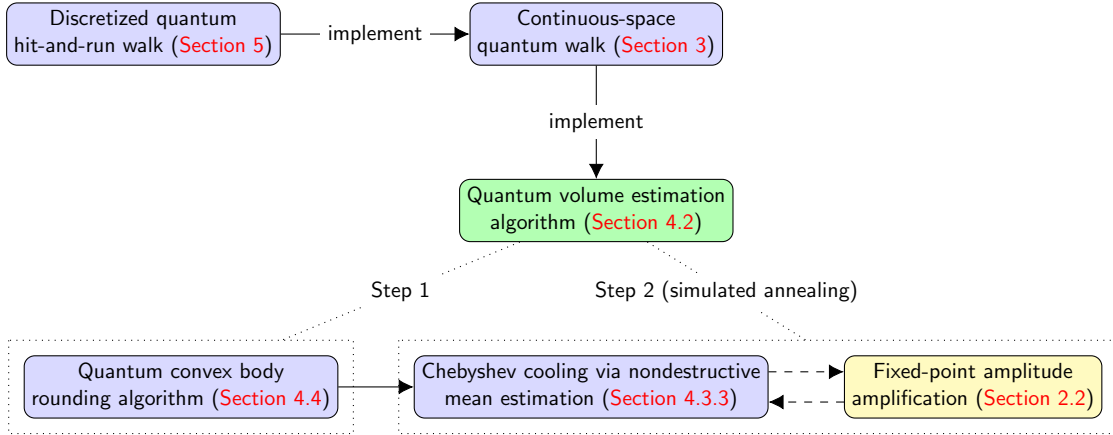 Discretized quantum
hit-and-run walk (Section 5)
implement
Continuous-space
quantum walk (Section 3)
implement
Quantum volume estimation
algorithm (Section 4.2)
Step 1
Step 2 (simulated annealing)
Quantum convex body
rounding algorithm (Section 4.4)
Chebyshev cooling via nondestructive
mean estimation (Section 4.3.3)
Fixed-point amplitude
amplification (Section 2.2)